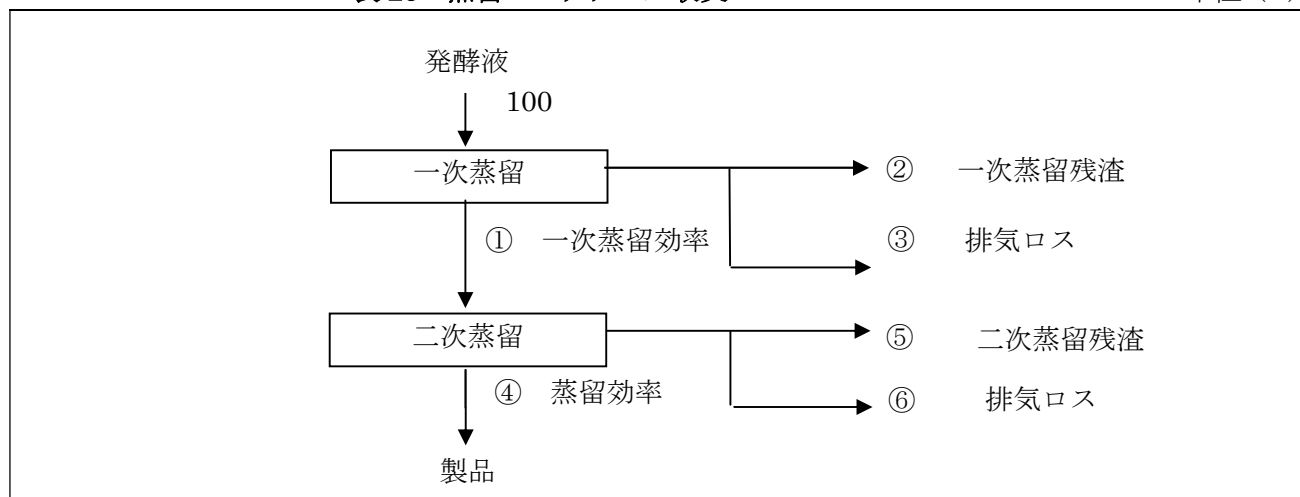 発酵液
100
一次蒸留
② 一次蒸留残渣
① 一次蒸留効率
③ 排気ロス
二次蒸留
⑤ 二次蒸留残渣
④ 蒸留効率
⑥ 排気ロス
製品